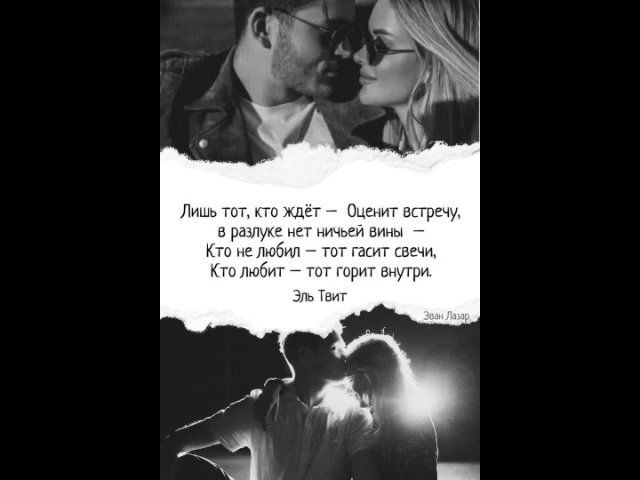 Лишь тот, кто ждёт – Оценит встречу,
в разлуке нет ничьей вины –
Кто не любил – тот гасит свечи,
Кто любит – тот горит внутри.
Эль Твит
Эван Лазар